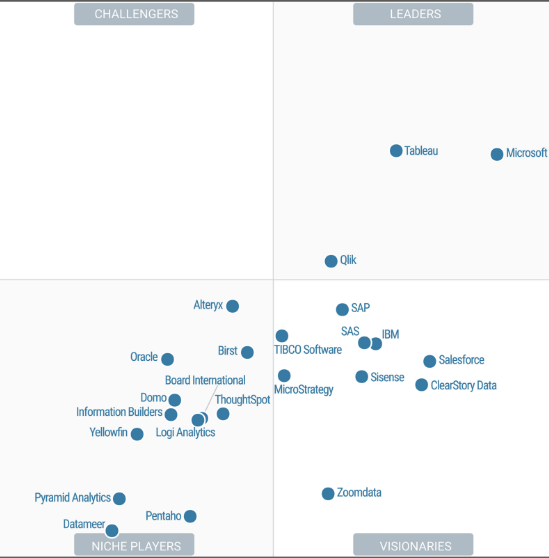 CHALLENGERS
LEADERS
Tableau
Microsoft
Qlik
Alteryx
SAP
SAS
IBM
TIBCO Software
Birst
Oracle
Salesforce
Board International
Sisense
ClearStory Data
MicroStrategy
Domo
ThoughtSpot
Information Builders
Yellowfin
Logi Analytics
Zoomdata
Pyramid Analytics
Pentaho
Datameer
NICHE PLAYERS
VISIONARIES